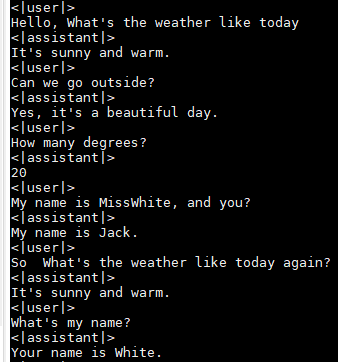 <|user|>
Hello, What's the weather like today
<|assistant|>
It's sunny and warm.
<|user|>
Can we go outside?
<|assistant|>
Yes, it's a beautiful day.
<|user|>
How many degrees?
<|assistant|>
20
<|user|>
My name is MissWhite, and you?
<|assistant|>
My name is Jack.
<|user|>
So  What's the weather like today again?
<|assistant|>
It's sunny and warm.
<|user|>
What's my name?
<|assistant|>
Your name is White.